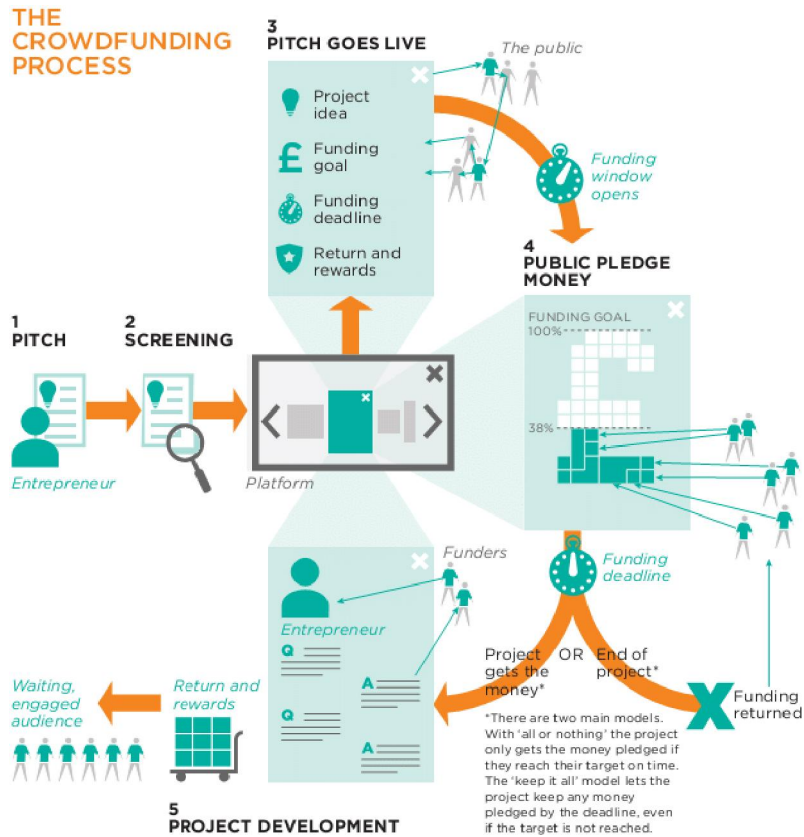 THE
CROWDFUNDING
PROCESS
3
PITCH GOES LIVE
The public
Project
idea
£
Funding
goal
Funding
deadline
Return and
rewards
Funding
window
opens
4
PUBLIC PLEDGE
MONEY
FUNDING GOAL
100%
38%
1
PITCH
2
SCREENING
Entrepreneur
Platform
Funders
Entrepreneur
Q
A
Q
A
Funding
deadline
Project
gets the
money*
OR
End of
project*
Funding
returned
*There are two main models.
With 'all or nothing' the project
only gets the money pledged if
they reach their target on time.
The 'keep it all' model lets the
project keep any money
pledged by the deadline, even
if the target is not reached.
Return and
rewards
Waiting,
engaged
audience
5
PROJECT DEVELOPMENT